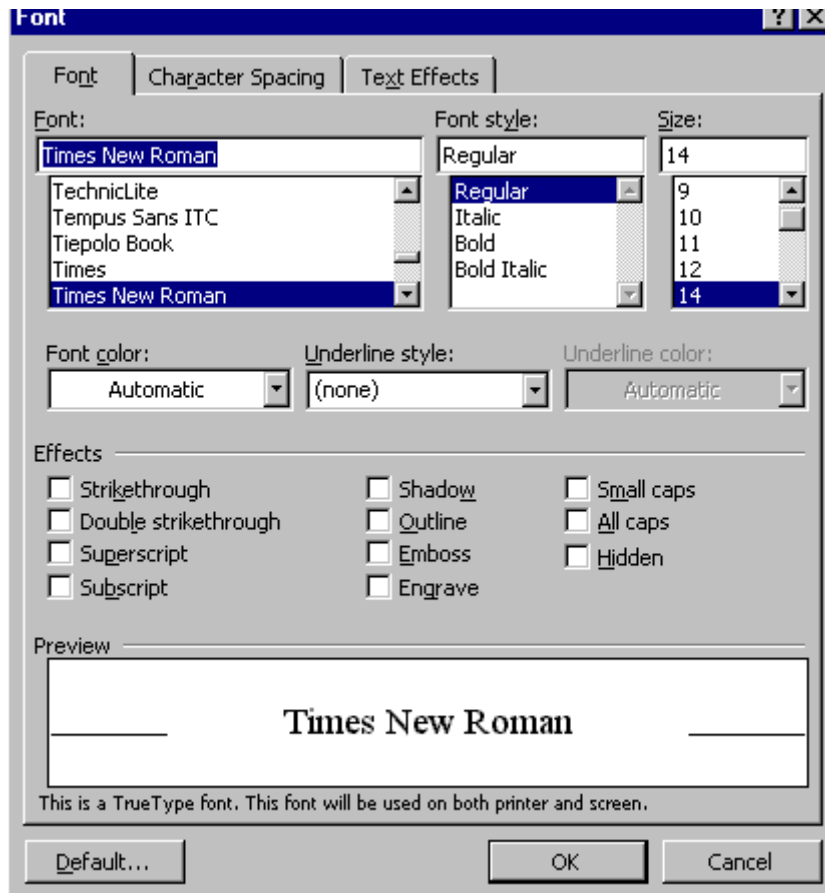 Font
Font Character Spacing Text Effects
Font: Font style: Size:
Times New Roman Regular 14
TechnicLite Regular 9
Tempus Sans ITC Italic 10
Tiepolo Book Bold 11
Times Bold Italic 12
Times New Roman 14
Font color: Underline style: Underline color:
Automatic (none) Automatic
Effects
Strikethrough Shadow Small caps
Double strikethrough Outline All caps
Superscript Emboss Hidden
Subscript Engrave
Preview
Times New Roman
This is a TrueType font. This font will be used on both printer and screen.
Default... OK Cancel